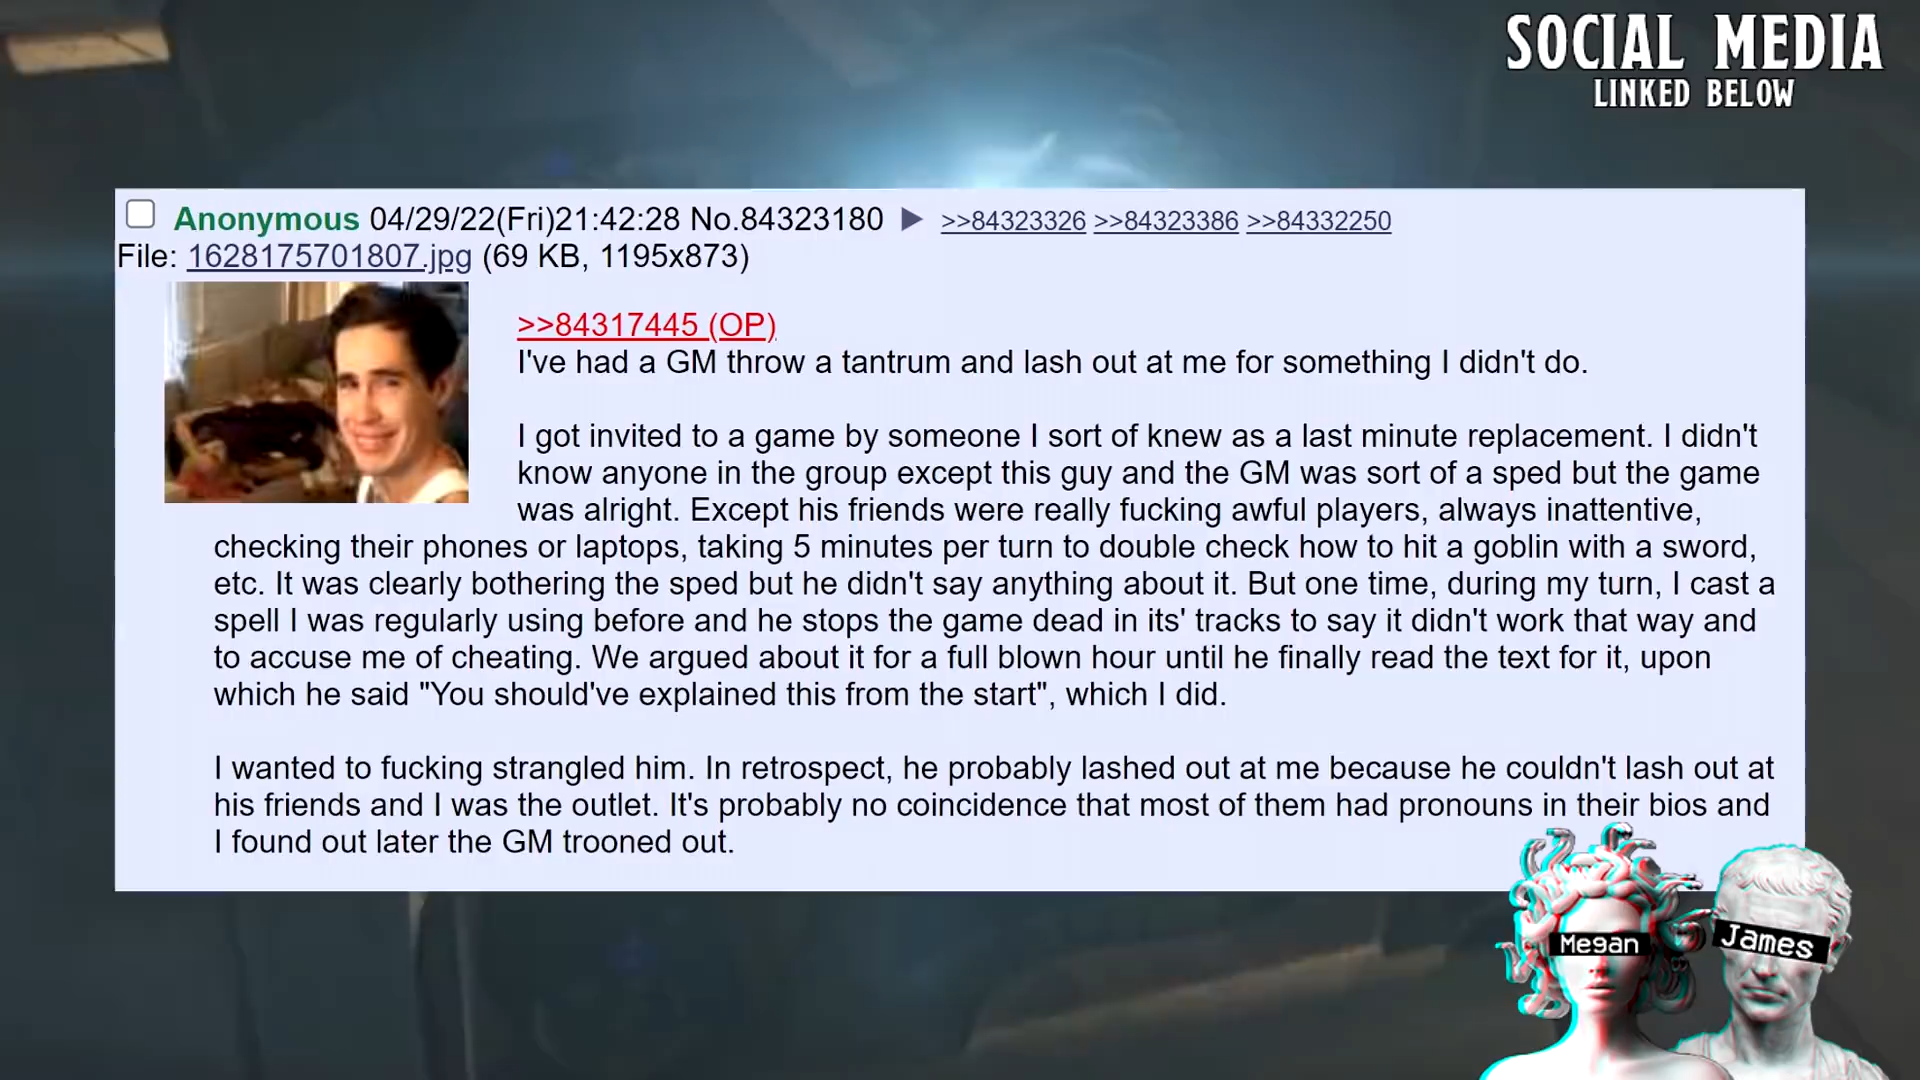 SOCIAL MEDIA
LINKED BELOW
Anonymous 04/29/22(Fri)21:42:28 No.84323180 ▶ >>84323326 >>84323386 >>84332250
File: 1628175701807.jpg (69 KB, 1195x873)
>>84317445 (OP)
I've had a GM throw a tantrum and lash out at me for something I didn't do.
I got invited to a game by someone I sort of knew as a last minute replacement. I didn't
know anyone in the group except this guy and the GM was sort of a sped but the game
was alright. Except his friends were really fucking awful players, always inattentive,
checking their phones or laptops, taking 5 minutes per turn to double check how to hit a goblin with a sword,
etc. It was clearly bothering the sped but he didn't say anything about it. But one time, during my turn, I cast a
spell I was regularly using before and he stops the game dead in its' tracks to say it didn't work that way and
to accuse me of cheating. We argued about it for a full blown hour until he finally read the text for it, upon
which he said "You should've explained this from the start", which I did.
I wanted to fucking strangled him. In retrospect, he probably lashed out at me because he couldn't lash out at
his friends and I was the outlet. It's probably no coincidence that most of them had pronouns in their bios and
I found out later the GM trooned out.
Megan
James